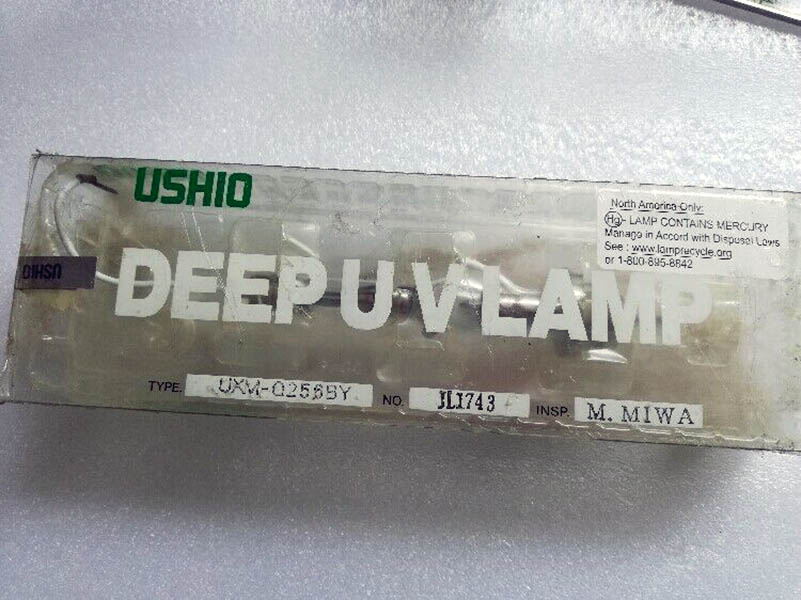 USHIO
North America Only:
Hg - LAMP CONTAINS MERCURY
Manage in Accord with Disposal Laws
See : www.lamprecycle.org
or 1-800-895-8842
USHIO
DEEP UV LAMP
TYPE. UXM-Q256BY NO. JL1743 INSP. M. MIWA